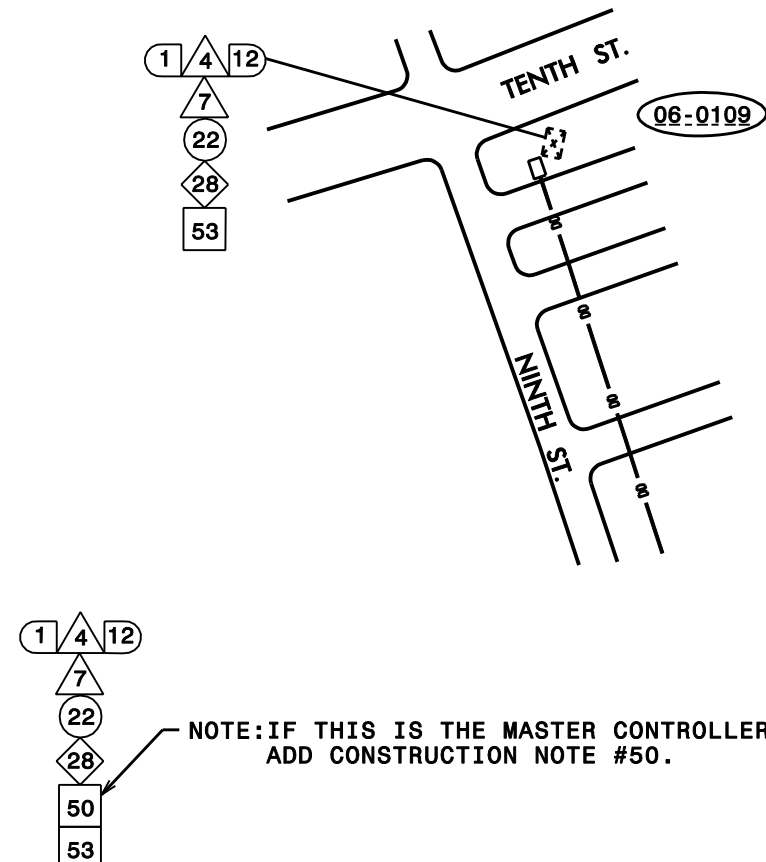 1 4 12
7
22
28
53
TENTH ST.
06-0109
NINTH ST.
1 4 12
7
22
28
50
53
NOTE:IF THIS IS THE MASTER CONTROLLER
ADD CONSTRUCTION NOTE #50.